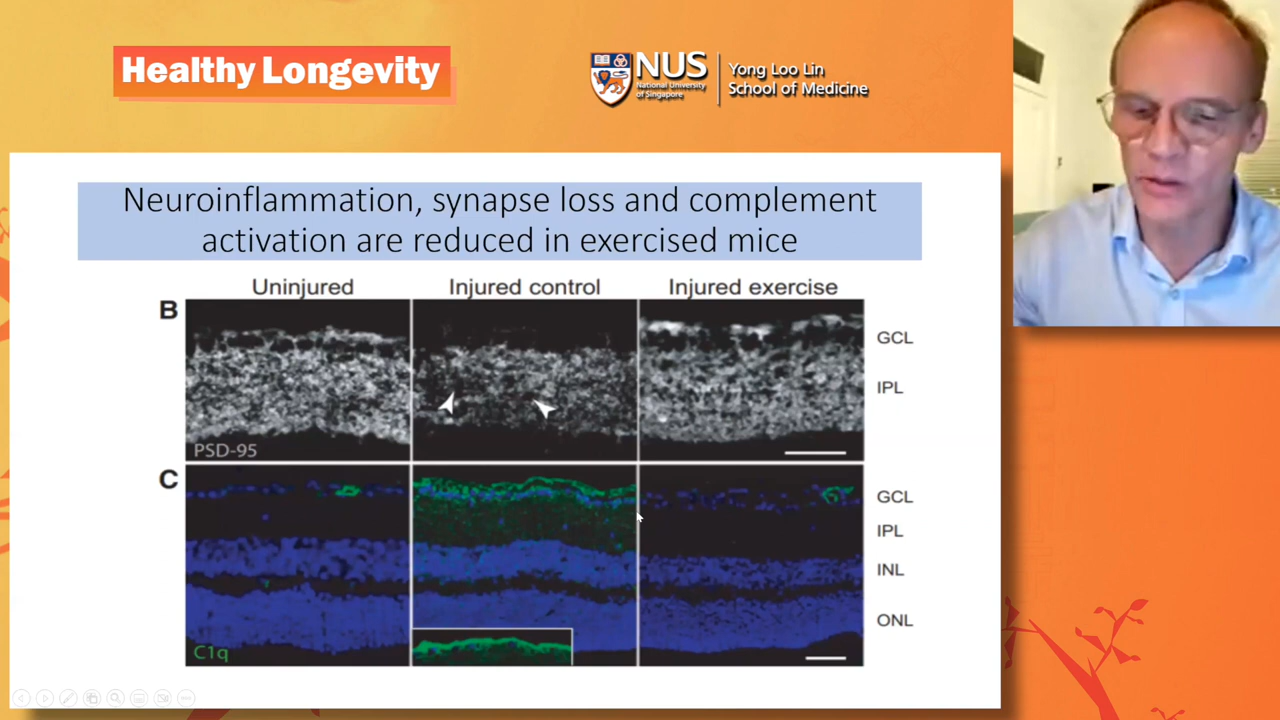 Healthy Longevity
NUS
National University
of Singapore
Yong Loo Lin
School of Medicine
Neuroinflammation, synapse loss and complement
activation are reduced in exercised mice
Uninjured
Injured control
Injured exercise
B
GCL
IPL
PSD-95
C
GCL
IPL
INL
ONL
C1q